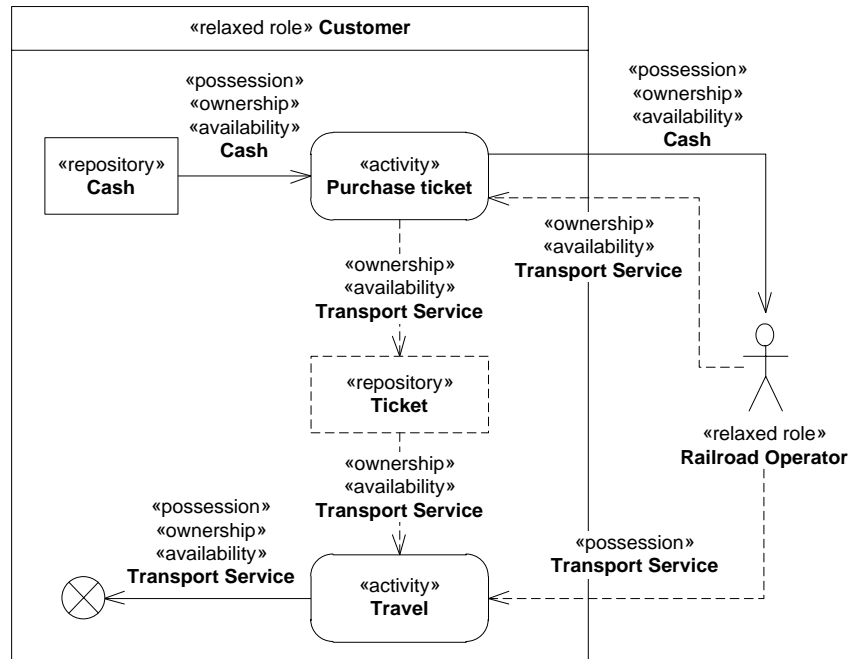 «relaxed role» Customer
«possession»
«ownership»
«availability»
Cash
«possession»
«ownership»
«availability»
Cash
«repository»
Cash
«activity»
Purchase ticket
«ownership»
«availability»
Transport Service
«ownership»
«availability»
Transport Service
«repository»
Ticket
«relaxed role»
Railroad Operator
«ownership»
«availability»
Transport Service
«possession»
«ownership»
«availability»
Transport Service
«possession»
Transport Service
«activity»
Travel